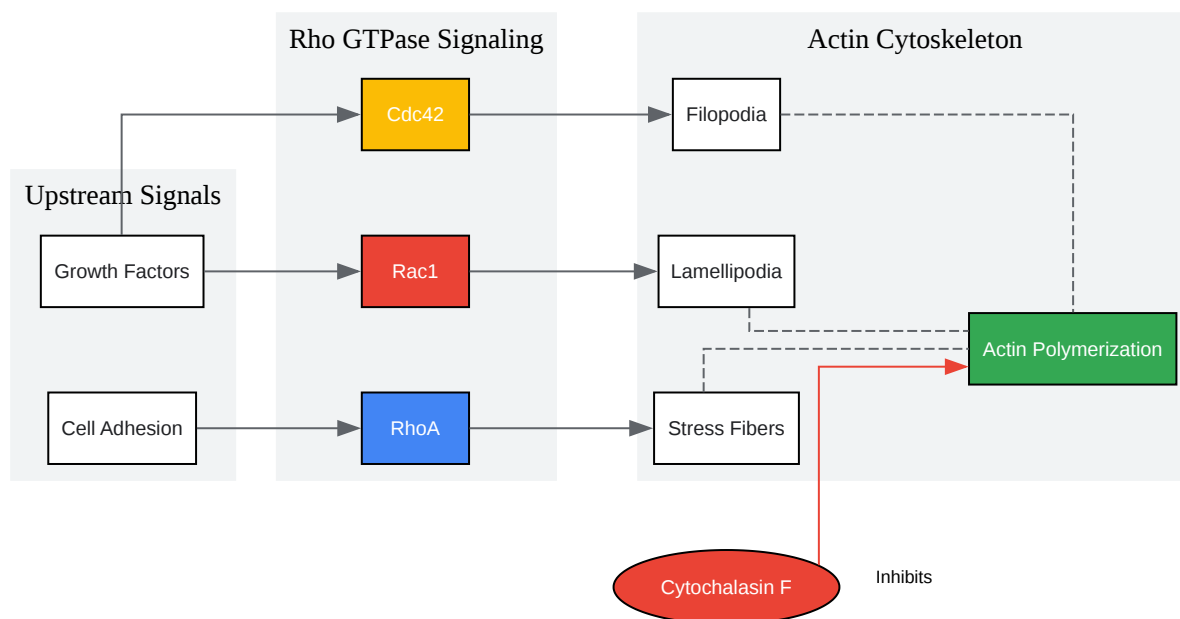 Rho GTPase Signaling
Actin Cytoskeleton
Cdc42
Filopodia
Upstream Signals
Growth Factors
Rac1
Lamellipodia
Actin Polymerization
Cell Adhesion
RhoA
Stress Fibers
Cytochalasin F
Inhibits